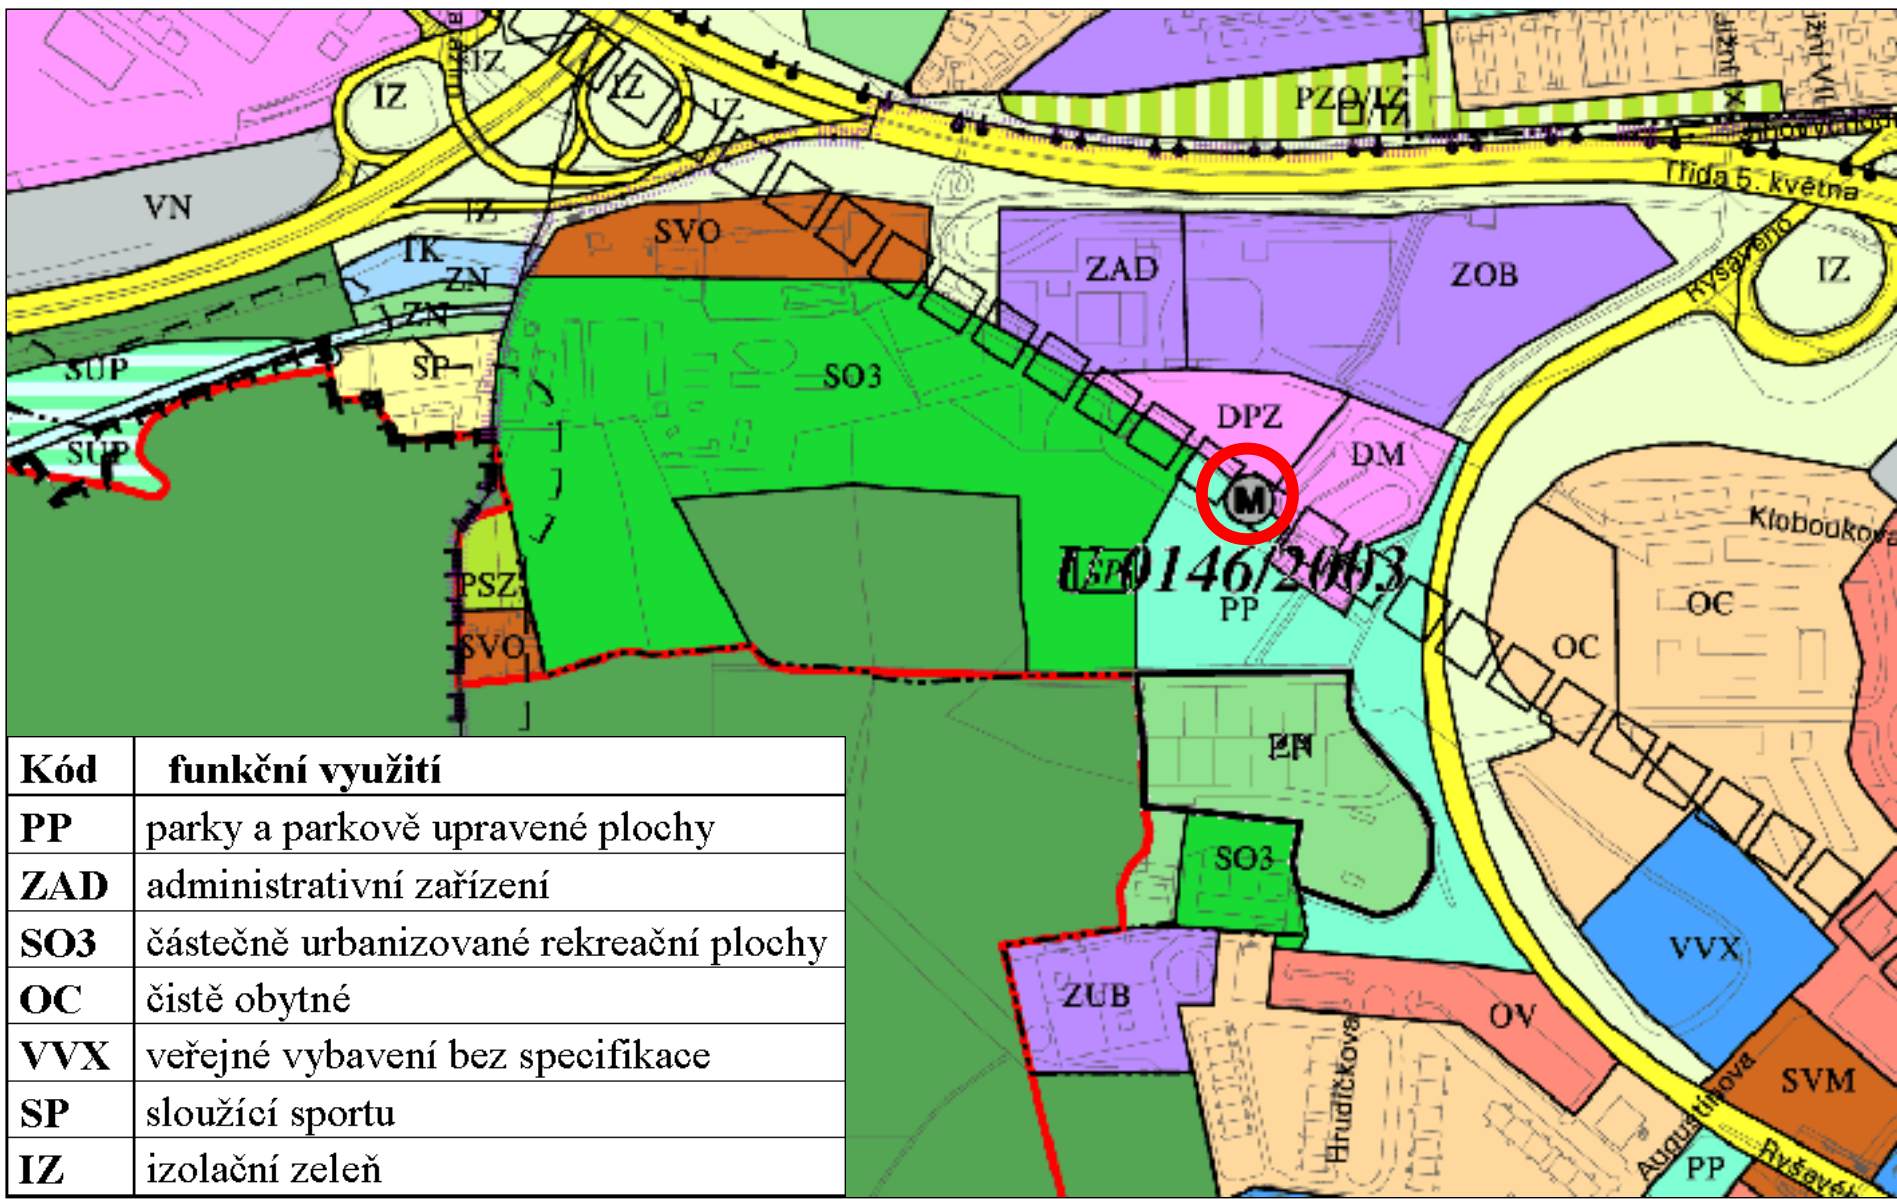 IZ
IZ
IZ
IZ
PZO/IZ
Třída 5. května
VN
IZ
SVO
TK
ZN
ZN
ZAD
ZOB
Ryšavého
IZ
SUP
SP
SO3
DPZ
DM
SUP
M
Kloboukova
U 0146/2003
PSZ
PP
OC
OC
SVO
SO3
VVX
ZUB
OV
Hrudičkova
Augustinova
SVM
PP
Ryšavého
Kód funkční využití
PP parky a parkově upravené plochy
ZAD administrativní zařízení
SO3 částečně urbanizované rekreační plochy
OC čistě obytné
VVX veřejné vybavení bez specifikace
SP sloužící sportu
IZ izolační zeleň